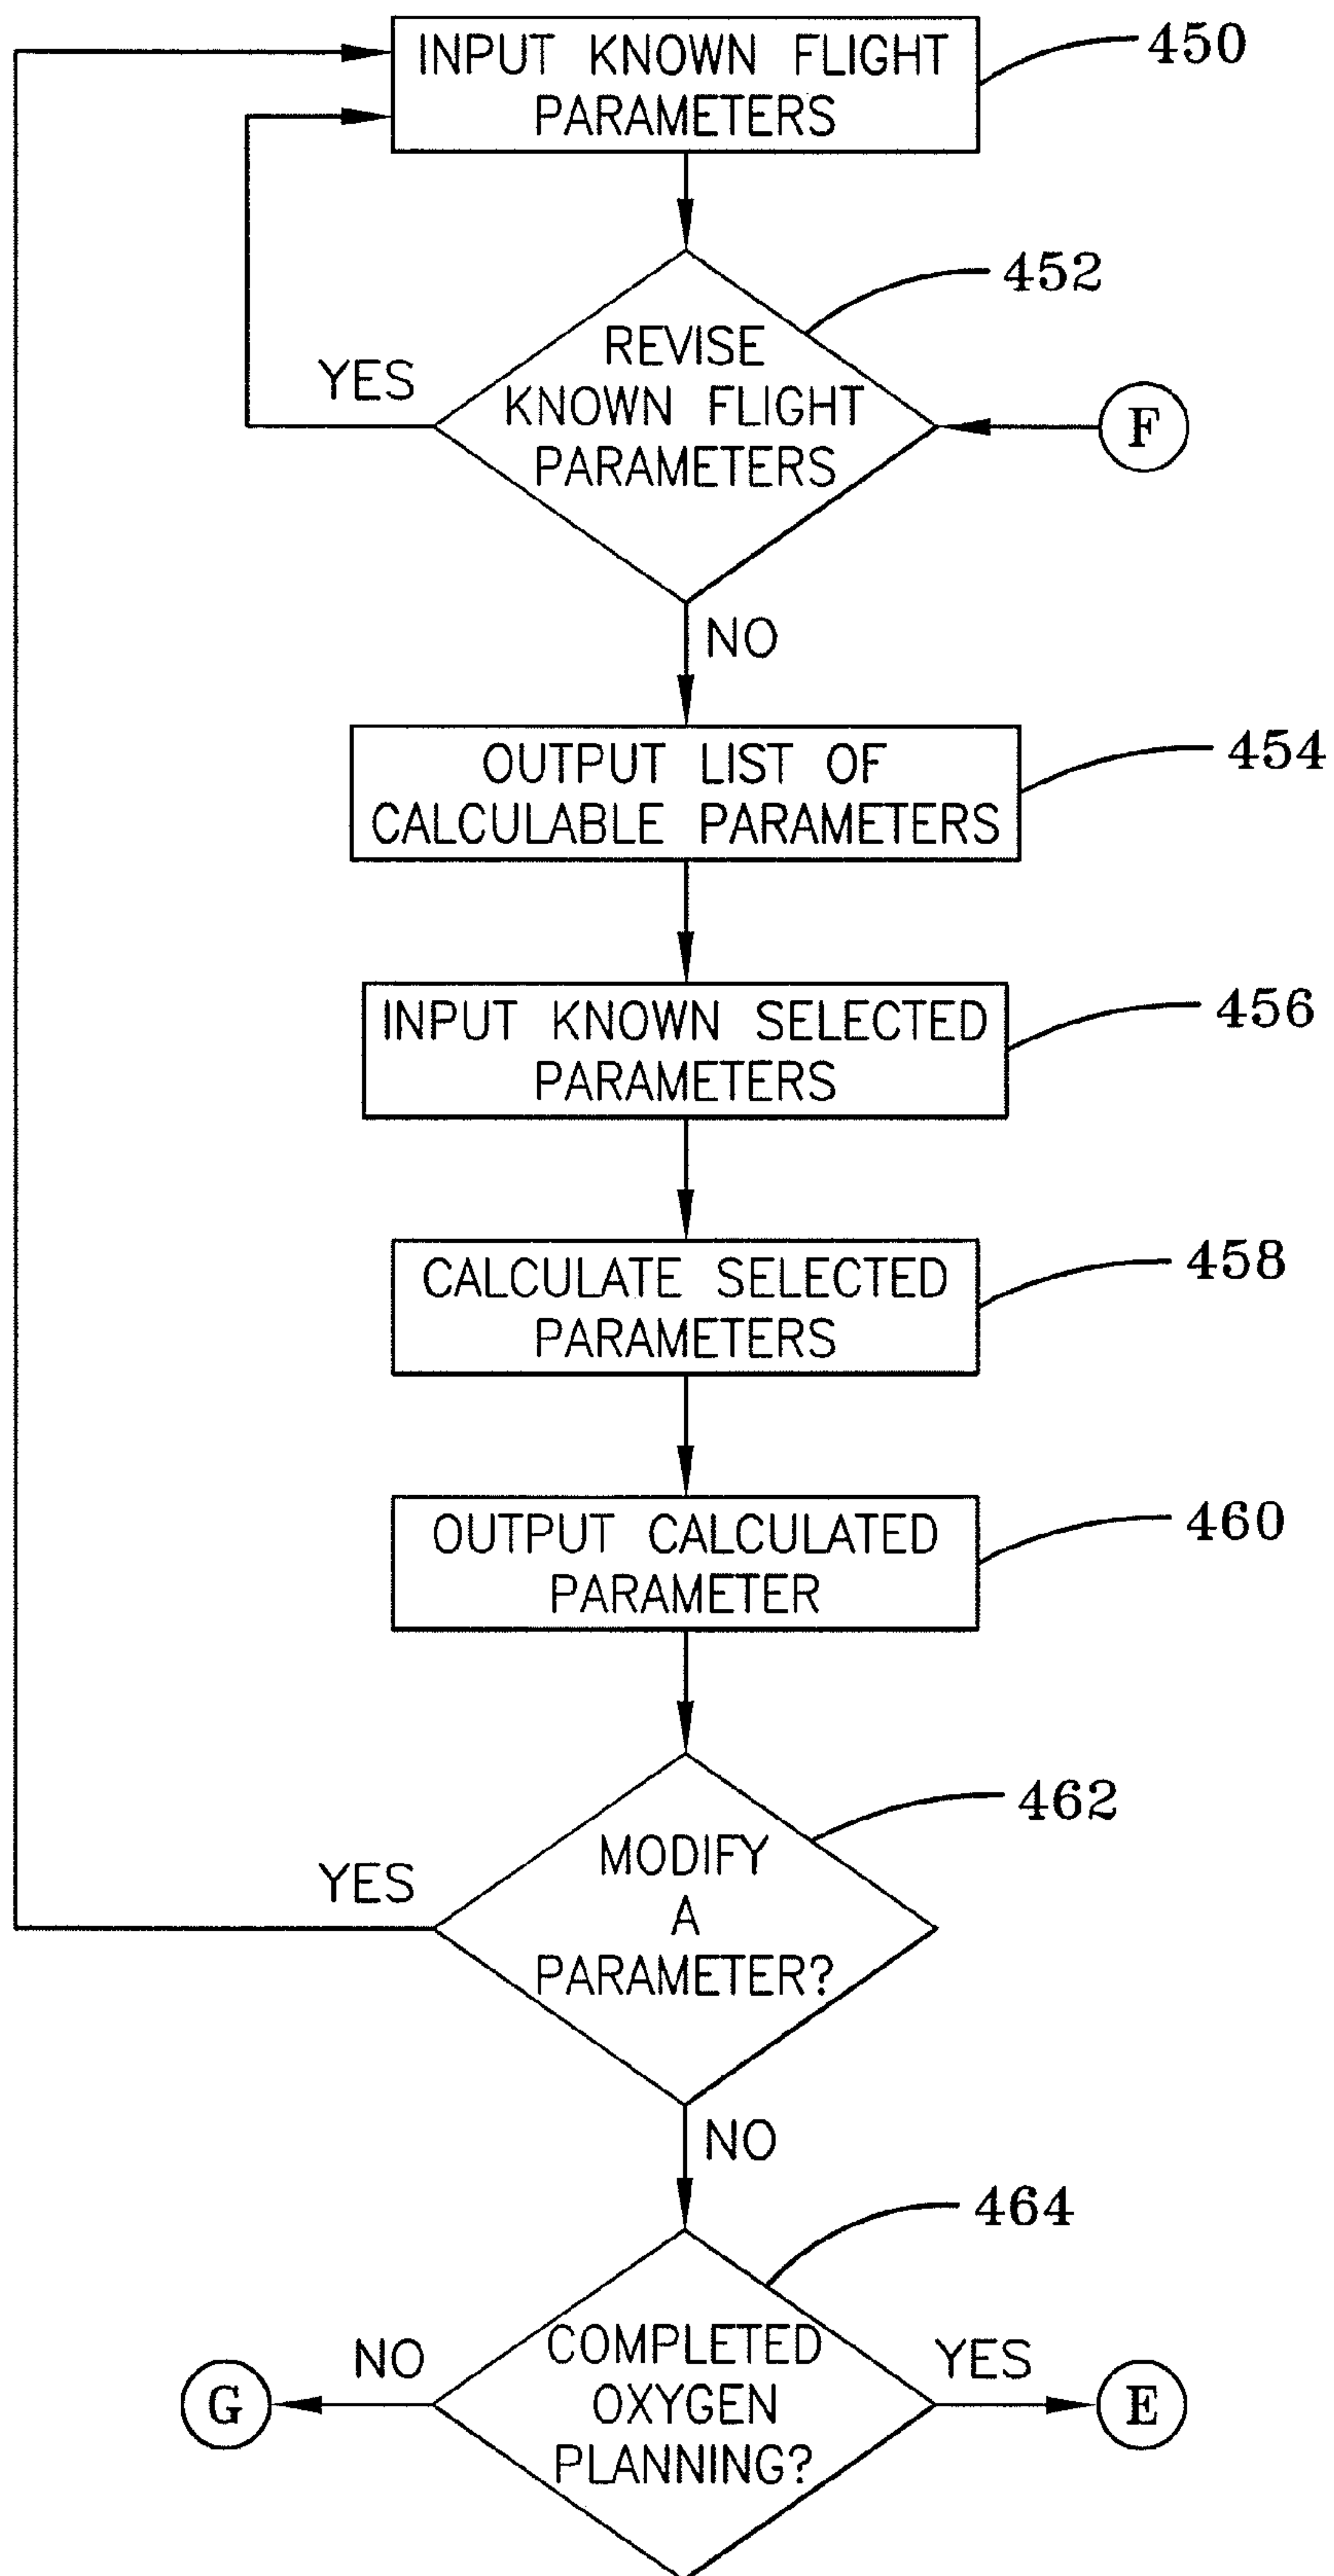 INPUT KNOWN FLIGHT
PARAMETERS
450
452
REVISE
KNOWN FLIGHT
PARAMETERS
YES
F
NO
OUTPUT LIST OF
CALCULABLE PARAMETERS
454
INPUT KNOWN SELECTED
PARAMETERS
456
CALCULATE SELECTED
PARAMETERS
458
OUTPUT CALCULATED
PARAMETER
460
462
MODIFY
A
PARAMETER?
YES
NO
464
COMPLETED
OXYGEN
PLANNING?
NO
G
YES
E